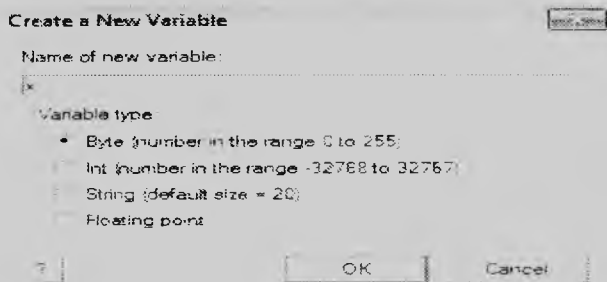 Create a New Variable
Name of new variable:
x
Variable type
Byte (number in the range 0 to 255)
Int (number in the range -32768 to 32767)
String (default size = 20)
Floating point
?
OK
Cancel